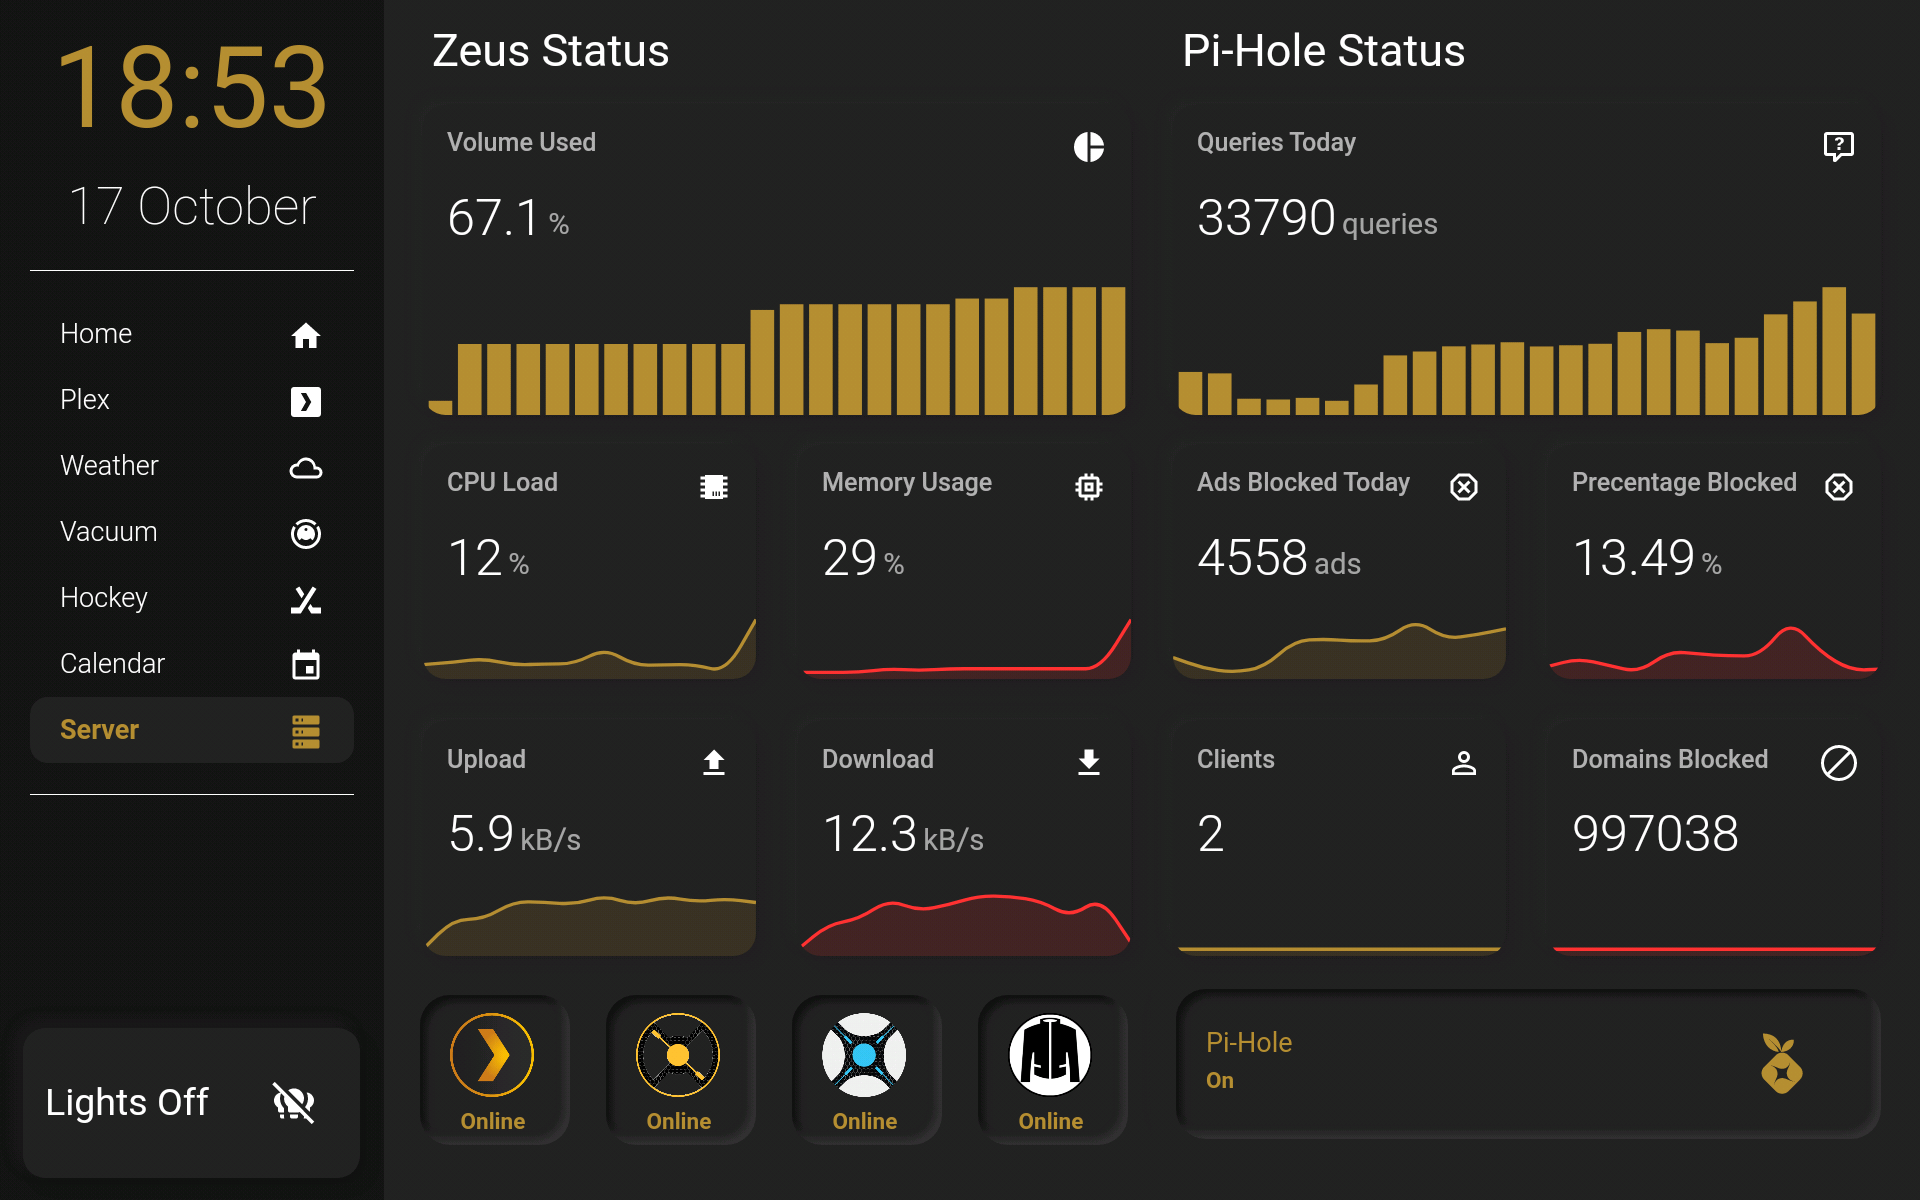 18:53
17 October
Home
Plex
Weather
Vacuum
Hockey
Calendar
Server
Lights Off
Zeus Status
Volume Used
67.1 %
CPU Load
12 %
Memory Usage
29 %
Upload
5.9 kB/s
Download
12.3 kB/s
Online
Online
Online
Online
Pi-Hole Status
Queries Today
?
33790 queries
Ads Blocked Today
4558 ads
Precentage Blocked
13.49 %
Clients
2
Domains Blocked
997038
Pi-Hole
On